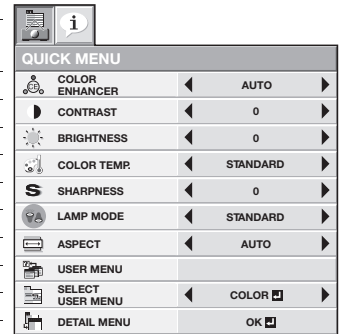 i
QUICK MENU
COLOR
ENHANCER
AUTO
CONTRAST
0
BRIGHTNESS
0
COLOR TEMP.
STANDARD
SHARPNESS
0
LAMP MODE
STANDARD
ASPECT
AUTO
USER MENU
SELECT
USER MENU
COLOR
DETAIL MENU
OK